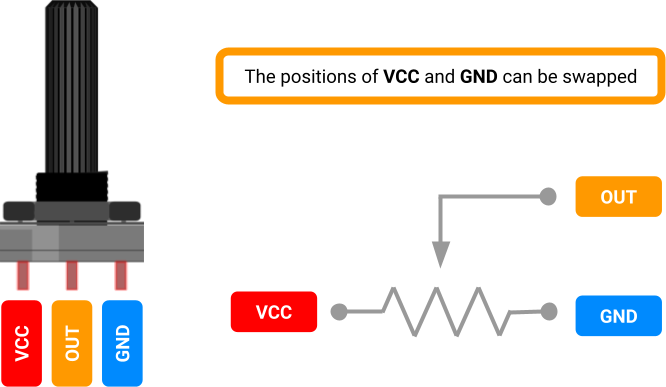 The positions of VCC and GND can be swapped
OUT
VCC
GND
VCC
OUT
GND